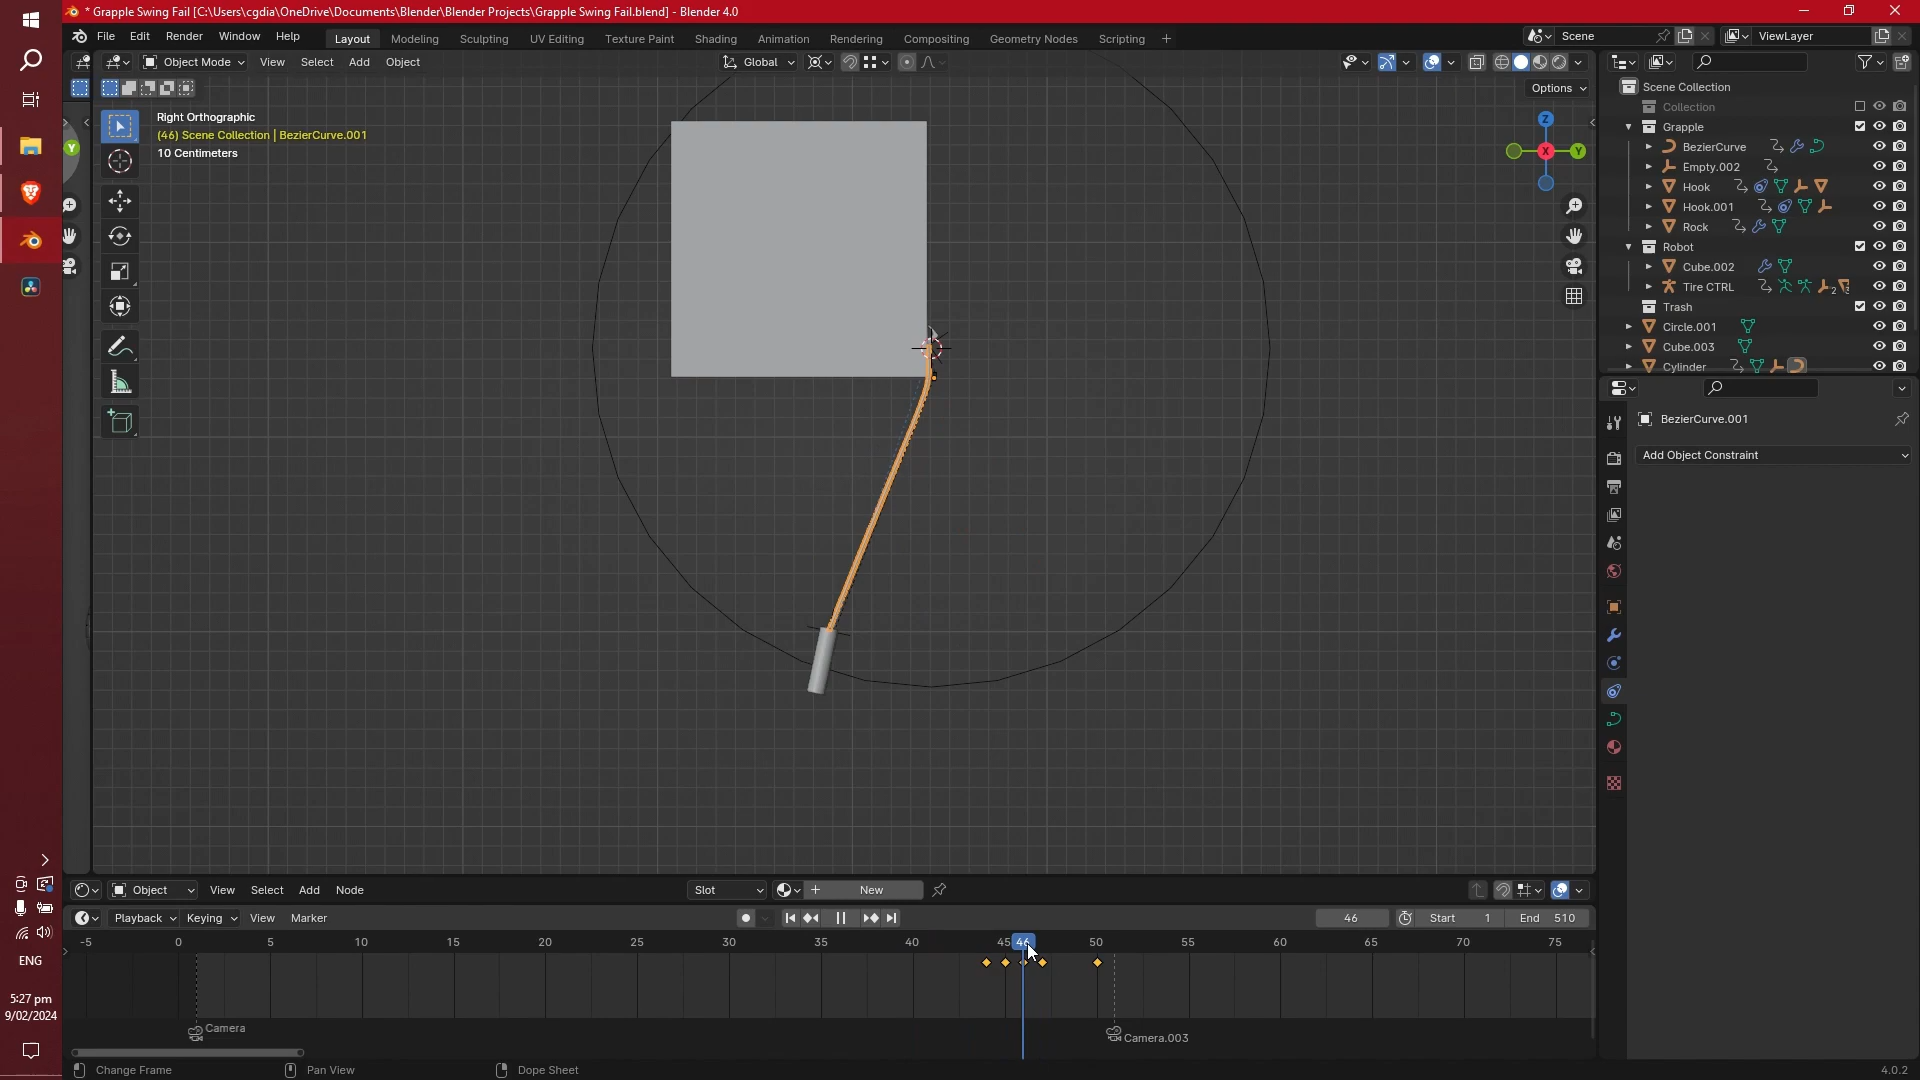 * Grapple Swing Fail [C:\Users\cgdia\OneDrive\Documents\Blender\Blender Projects\Grapple Swing Fail.blend] - Blender 4.0
File Edit Render Window Help Layout Modeling Sculpting UV Editing Texture Paint Shading Animation Rendering Compositing Geometry Nodes Scripting + Scene ViewLayer
Object Mode View Select Add Object Global
Options
Right Orthographic
(46) Scene Collection | BezierCurve.001
10 Centimeters
Z
X
Y
Y
Scene Collection
Collection
Grapple
BezierCurve
Empty.002
Hook
Hook.001
Rock
Robot
Cube.002
Tire CTRL
2
Trash
Circle.001
Cube.003
Cylinder
BezierCurve.001
Add Object Constraint
Object View Select Add Node Slot New
Playback Keying View Marker 46 Start 1 End 510
-5 0 5 10 15 20 25 30 35 40 45 46 50 55 60 65 70 75
Camera
Camera.003
Change Frame Pan View Dope Sheet 4.0.2
ENG
5:27 pm
9/02/2024